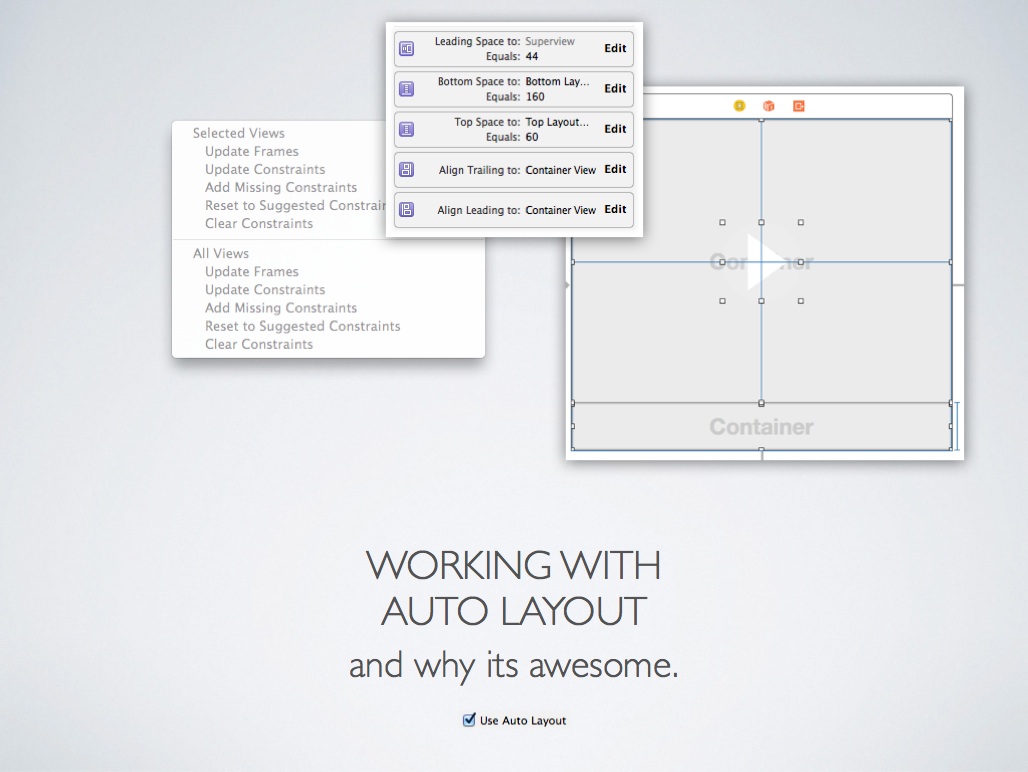 Leading Space to: Superview Edit
Equals: 44
Bottom Space to: Bottom Lay... Edit
Equals: 160
Top Space to: Top Layout... Edit
Equals: 60
Align Trailing to: Container View Edit
Align Leading to: Container View Edit
Selected Views
Update Frames
Update Constraints
Add Missing Constraints
Reset to Suggested Constrain
Clear Constraints
All Views
Update Frames
Update Constraints
Add Missing Constraints
Reset to Suggested Constraints
Clear Constraints
Container
Container
WORKING WITH
AUTO LAYOUT
and why its awesome.
Use Auto Layout